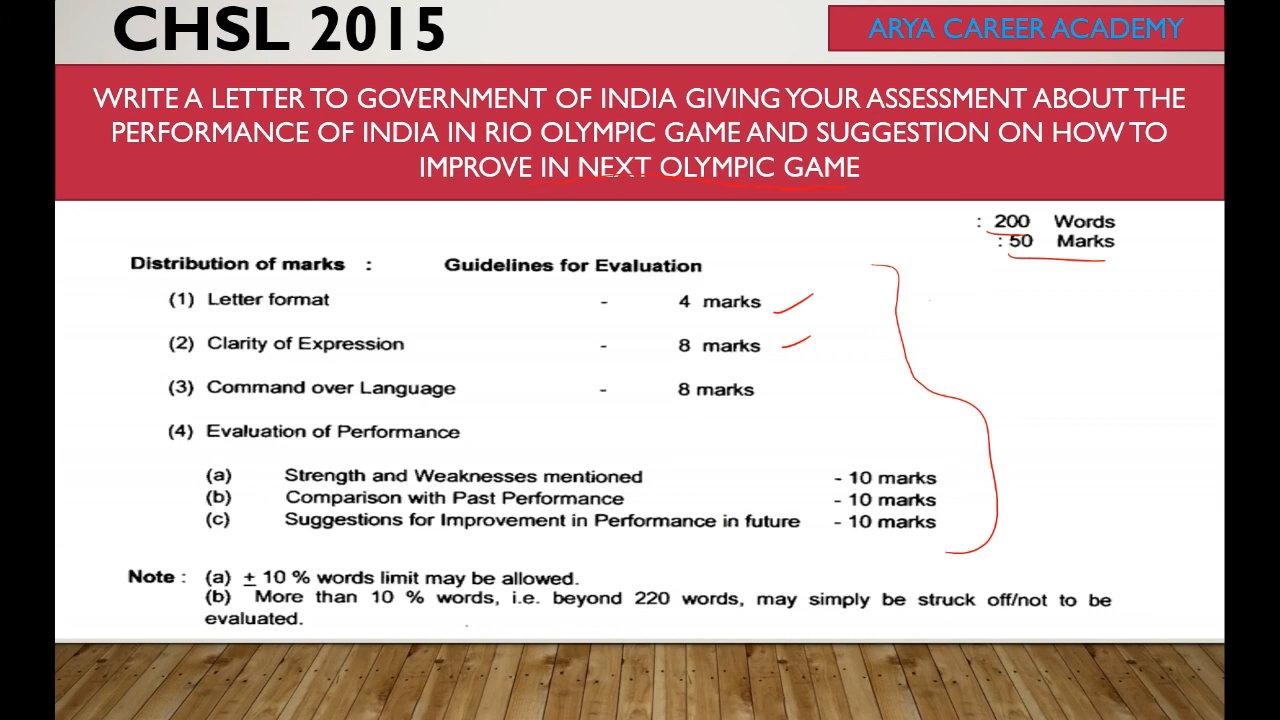 CHSL 2015
ARYA CAREER ACADEMY
WRITE A LETTER TO GOVERNMENT OF INDIA GIVING YOUR ASSESSMENT ABOUT THE
PERFORMANCE OF INDIA IN RIO OLYMPIC GAME AND SUGGESTION ON HOW TO
IMPROVE IN NEXT OLYMPIC GAME
: 200 Words
: 50 Marks
Distribution of marks : Guidelines for Evaluation
(1) Letter format - 4 marks
(2) Clarity of Expression - 8 marks
(3) Command over Language - 8 marks
(4) Evaluation of Performance
(a) Strength and Weaknesses mentioned - 10 marks
(b) Comparison with Past Performance - 10 marks
(c) Suggestions for Improvement in Performance in future - 10 marks
Note : (a) ± 10 % words limit may be allowed.
(b) More than 10 % words, i.e. beyond 220 words, may simply be struck off/not to be
evaluated.